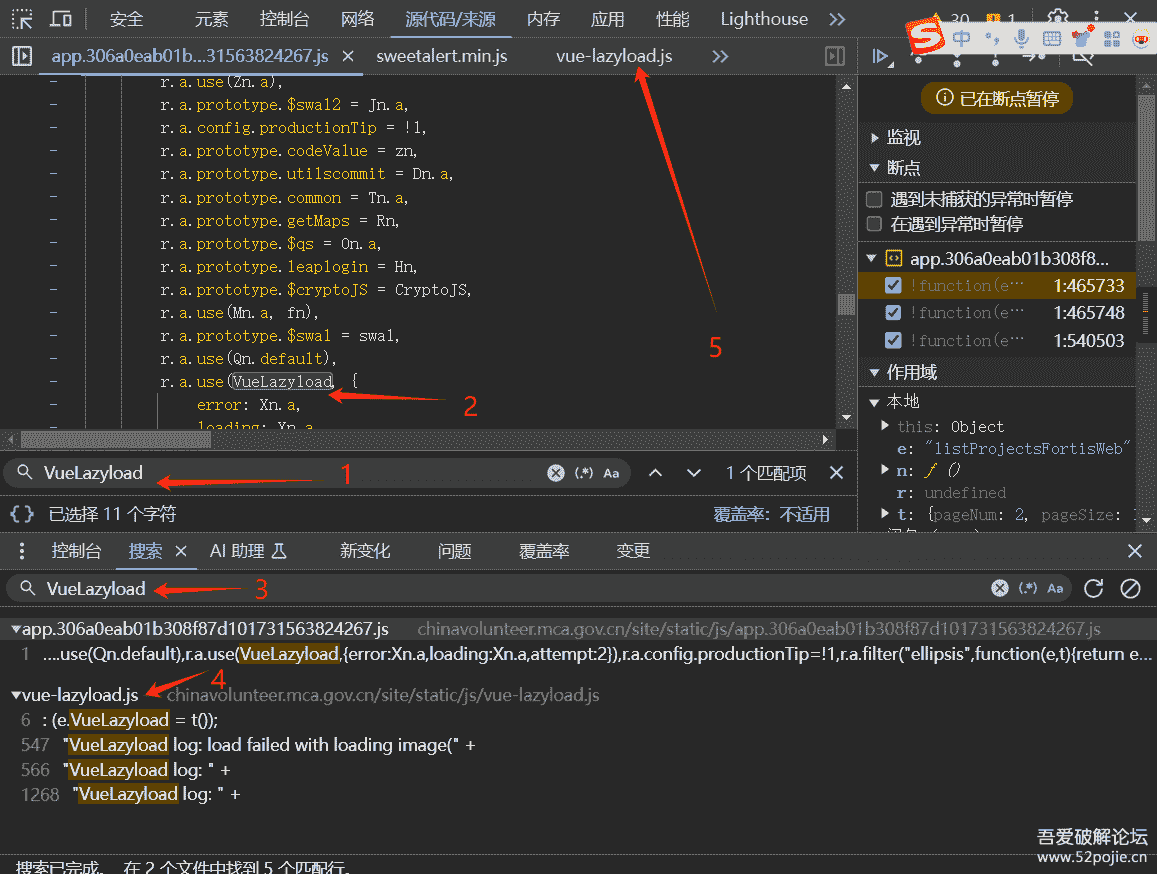 安全 元素 控制台 网络 源代码/来源 内存 应用 性能 Lighthouse 30 1
app.306a0eab01b...31563824267.js × sweetalert.min.js vue-lazyload.js
中
r.a.use(Zn.a),
r.a.prototype.$swal2 = Jn.a,
r.a.config.productionTip = !1,
r.a.prototype.codeValue = zn,
r.a.prototype.utilscommit = Dn.a,
r.a.prototype.common = Tn.a,
r.a.prototype.getMaps = Rn,
r.a.prototype.$qs = On.a,
r.a.prototype.leaplogin = Hn,
r.a.prototype.$cryptoJS = CryptoJS,
r.a.use(Mn.a, fn),
r.a.prototype.$swal = swal,
r.a.use(Qn.default),
r.a.use(VueLazyload, {
error: Xn.a,
loading: Xn.a
5
2
VueLazyload 1 (.*) Aa 1 个匹配项
{} 已选择 11 个字符 覆盖率: 不适用
已在断点暂停
监视
断点
遇到未捕获的异常时暂停
在遇到异常时暂停
app.306a0eab01b308f8...
!function(e… 1:465733
!function(e… 1:465748
!function(e… 1:540503
作用域
本地
this: Object
e: "listProjectsFortisWeb"
n: ƒ ()
r: undefined
t: {pageNum: 2, pageSize:
控制台 搜索 × AI 助理 新变化 问题 覆盖率 变更
VueLazyload 3 (.*) Aa
app.306a0eab01b308f87d101731563824267.js chinavolunteer.mca.gov.cn/site/static/js/app.306a0eab01b308f87d101731563824267.js
1 ....use(Qn.default),r.a.use(VueLazyload,{error:Xn.a,loading:Xn.a,attempt:2}),r.a.config.productionTip=!1,r.a.filter("ellipsis",function(e,t){return e...
4
vue-lazyload.js chinavolunteer.mca.gov.cn/site/static/js/vue-lazyload.js
6 : (e.VueLazyload = t());
547 "VueLazyload log: load failed with loading image(" +
566 "VueLazyload log: " +
1268 "VueLazyload log: " +
搜索已完成。 在 2 个文件中找到 5 个匹配行。
吾爱破解论坛
www.52pojie.cn